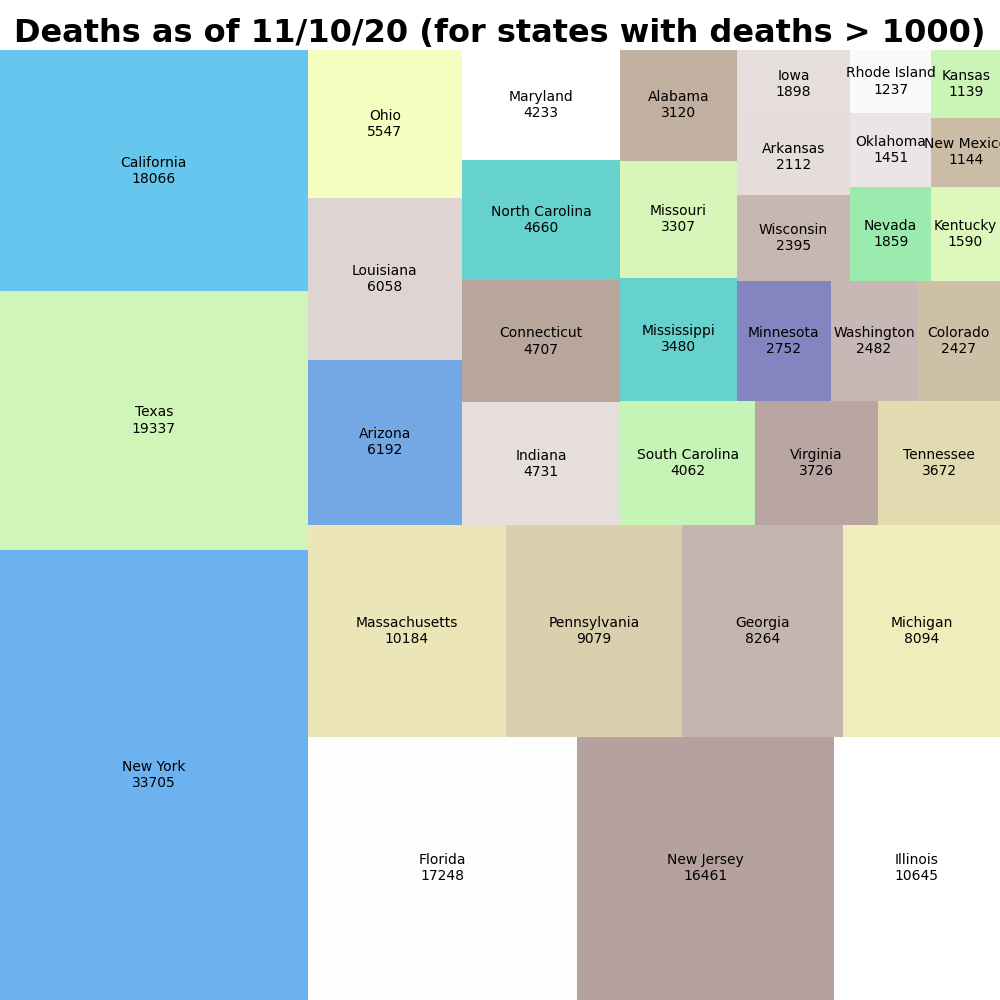 Deaths as of 11/10/20 (for states with deaths > 1000)
California
18066
Texas
19337
New York
33705
Ohio
5547
Louisiana
6058
Arizona
6192
Maryland
4233
North Carolina
4660
Connecticut
4707
Indiana
4731
Alabama
3120
Missouri
3307
Mississippi
3480
South Carolina
4062
Iowa
1898
Arkansas
2112
Wisconsin
2395
Minnesota
2752
Virginia
3726
Rhode Island
1237
Oklahoma
1451
Nevada
1859
Washington
2482
Kansas
1139
New Mexico
1144
Kentucky
1590
Colorado
2427
Tennessee
3672
Massachusetts
10184
Pennsylvania
9079
Georgia
8264
Michigan
8094
Florida
17248
New Jersey
16461
Illinois
10645